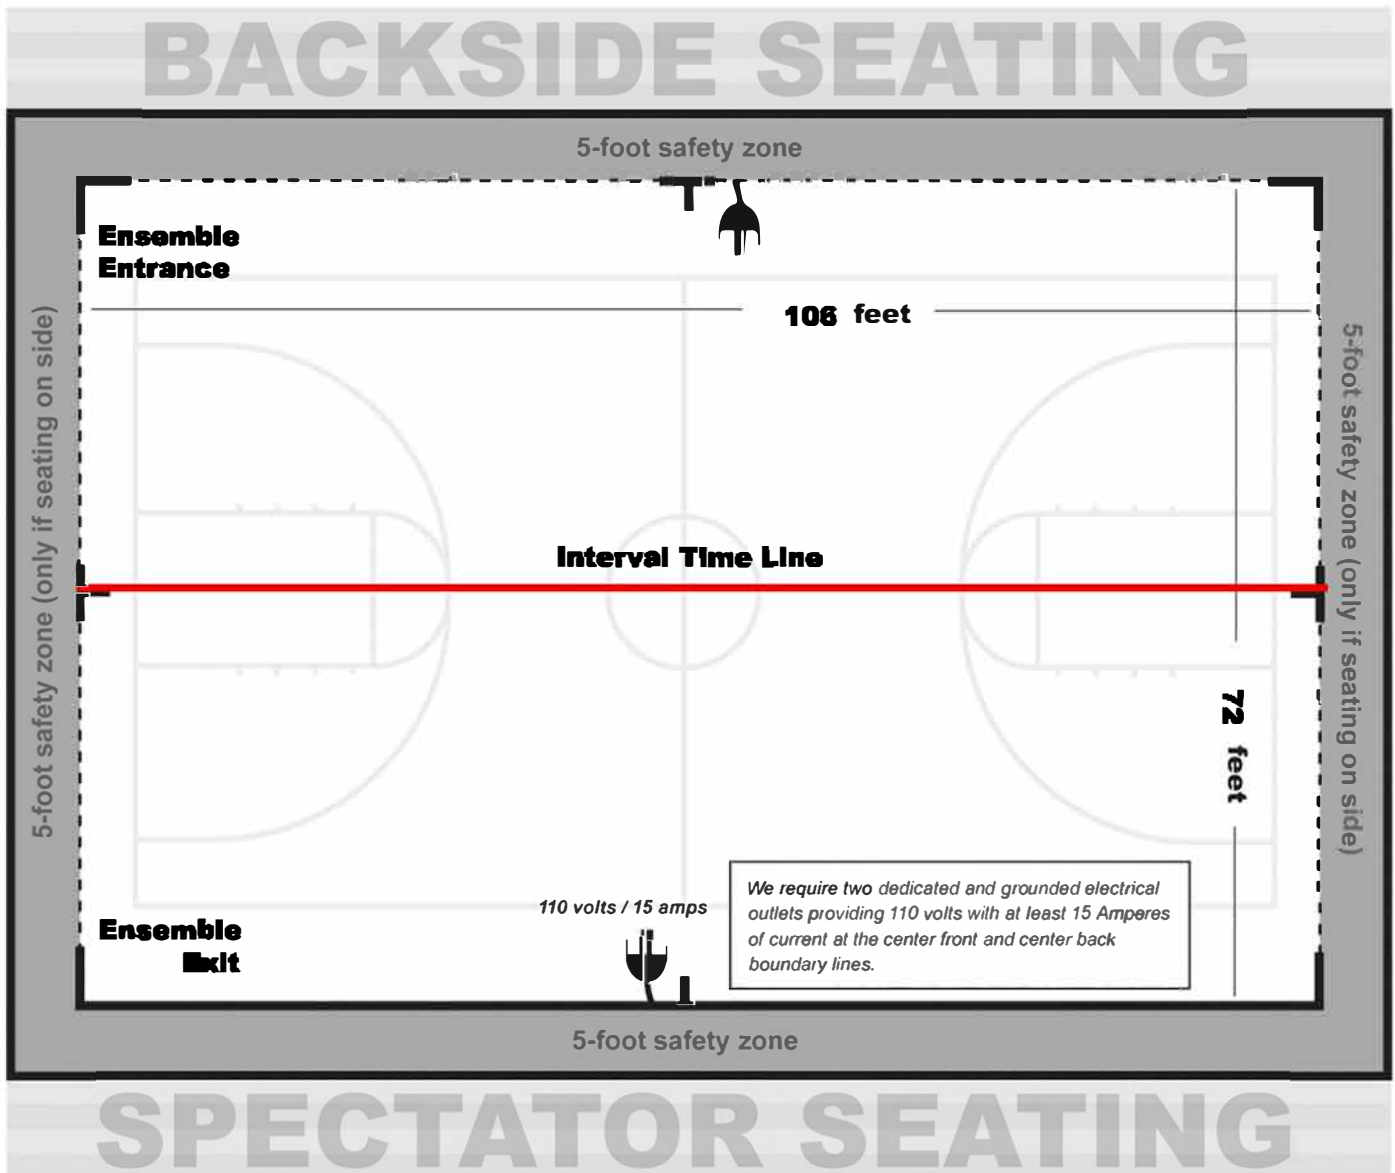 BACKSIDE SEATING
5-foot safety zone
Ensemble
Entrance
106 feet
5-foot safety zone (only if seating on side)
5-foot safety zone (only if seating on side)
Interval Time Line
72 feet
We require two dedicated and grounded electrical
outlets providing 110 volts with at least 15 Amperes
of current at the center front and center back
boundary lines.
110 volts / 15 amps
Ensemble
Exit
5-foot safety zone
SPECTATOR SEATING